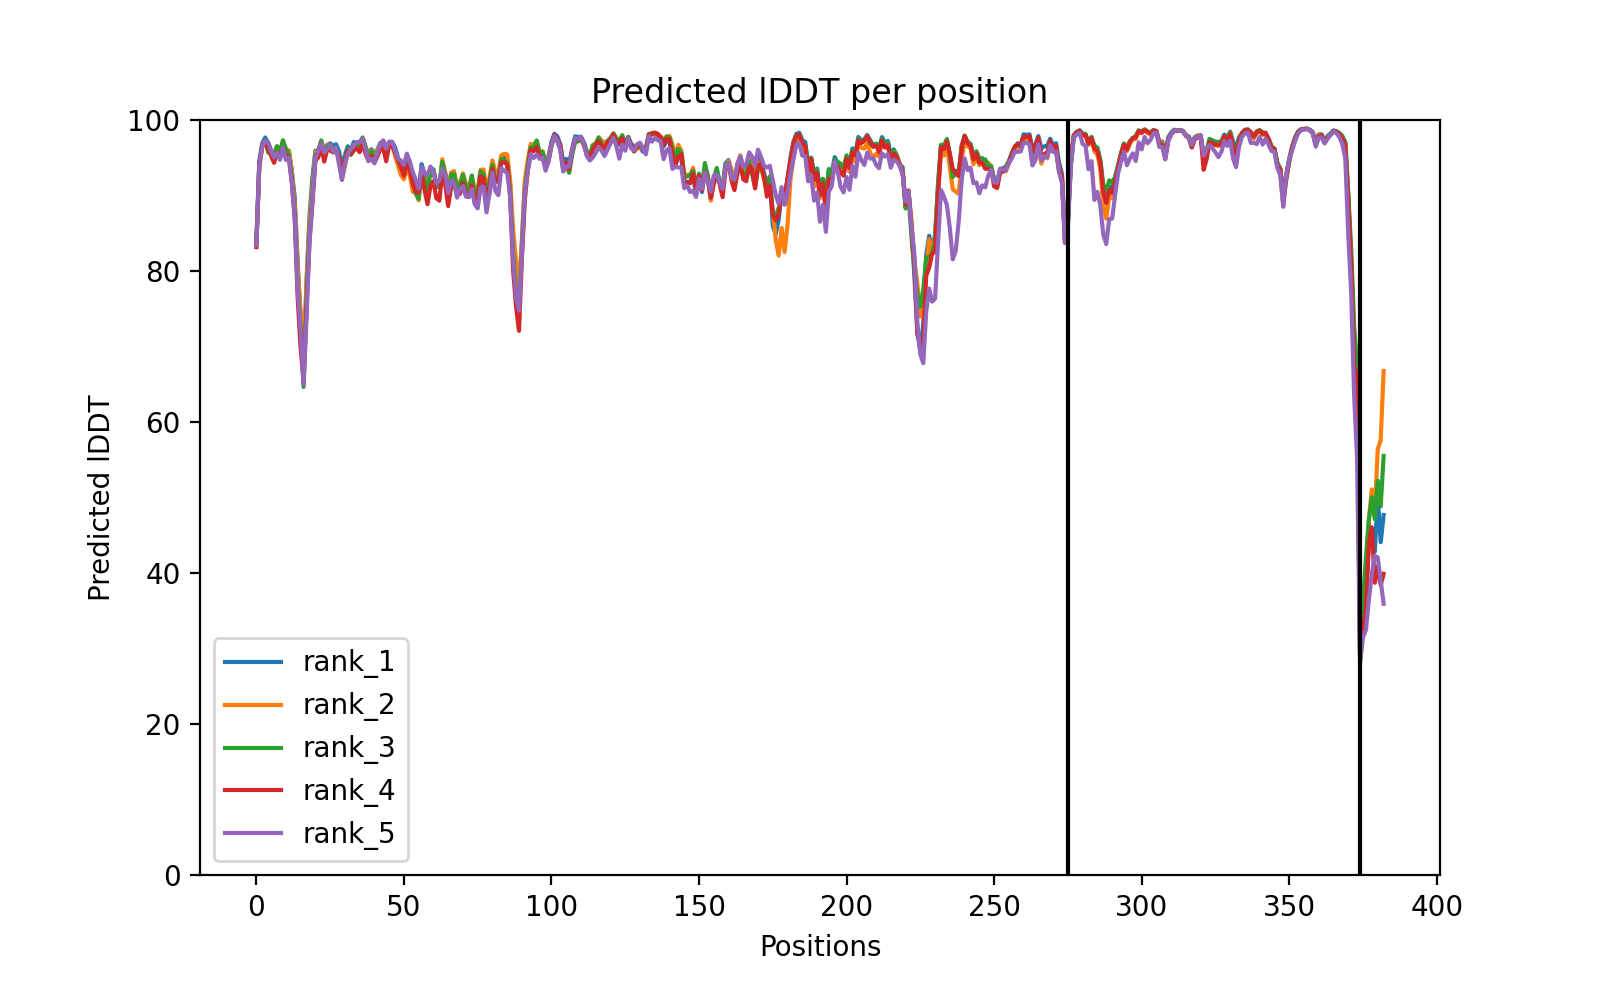 Predicted lDDT per position
Predicted lDDT
100
80
60
40
20
0
rank_1
rank_2
rank_3
rank_4
rank_5
0 50 100 150 200 250 300 350 400
Positions